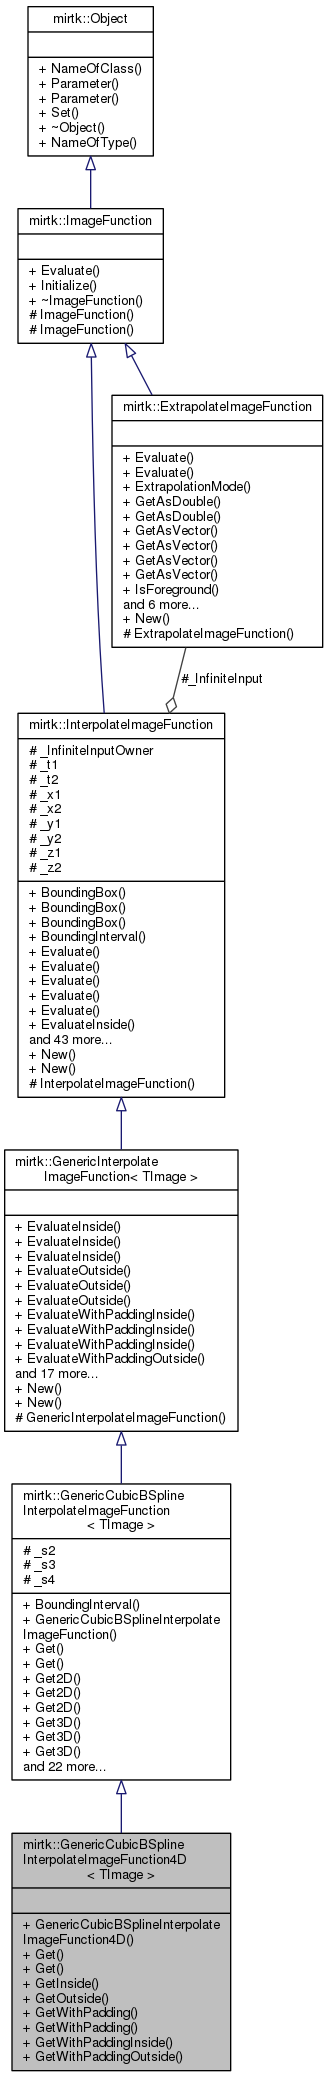 mirtk::Object
+ NameOfClass()
+ Parameter()
+ Parameter()
+ Set()
+ ~Object()
+ NameOfType()
mirtk::ImageFunction
+ Evaluate()
+ Initialize()
+ ~ImageFunction()
# ImageFunction()
# ImageFunction()
mirtk::ExtrapolateImageFunction
+ Evaluate()
+ Evaluate()
+ ExtrapolationMode()
+ GetAsDouble()
+ GetAsDouble()
+ GetAsVector()
+ GetAsVector()
+ GetAsVector()
+ GetAsVector()
+ IsForeground()
and 6 more...
+ New()
# ExtrapolateImageFunction()
#_InfiniteInput
mirtk::InterpolateImageFunction
# _InfiniteInputOwner
# _t1
# _t2
# _x1
# _x2
# _y1
# _y2
# _z1
# _z2
+ BoundingBox()
+ BoundingBox()
+ BoundingBox()
+ BoundingInterval()
+ Evaluate()
+ Evaluate()
+ Evaluate()
+ Evaluate()
+ Evaluate()
+ EvaluateInside()
and 43 more...
+ New()
+ New()
# InterpolateImageFunction()
mirtk::GenericInterpolate
ImageFunction< TImage >
+ EvaluateInside()
+ EvaluateInside()
+ EvaluateInside()
+ EvaluateOutside()
+ EvaluateOutside()
+ EvaluateOutside()
+ EvaluateWithPaddingInside()
+ EvaluateWithPaddingInside()
+ EvaluateWithPaddingInside()
+ EvaluateWithPaddingOutside()
and 17 more...
+ New()
+ New()
# GenericInterpolateImageFunction()
mirtk::GenericCubicBSpline
InterpolateImageFunction
< TImage >
# _s2
# _s3
# _s4
+ BoundingInterval()
+ GenericCubicBSplineInterpolate
ImageFunction()
+ Get()
+ Get()
+ Get2D()
+ Get2D()
+ Get2D()
+ Get3D()
+ Get3D()
+ Get3D()
and 22 more...
mirtk::GenericCubicBSpline
InterpolateImageFunction4D
< TImage >
+ GenericCubicBSplineInterpolate
ImageFunction4D()
+ Get()
+ Get()
+ GetInside()
+ GetOutside()
+ GetWithPadding()
+ GetWithPadding()
+ GetWithPaddingInside()
+ GetWithPaddingOutside()